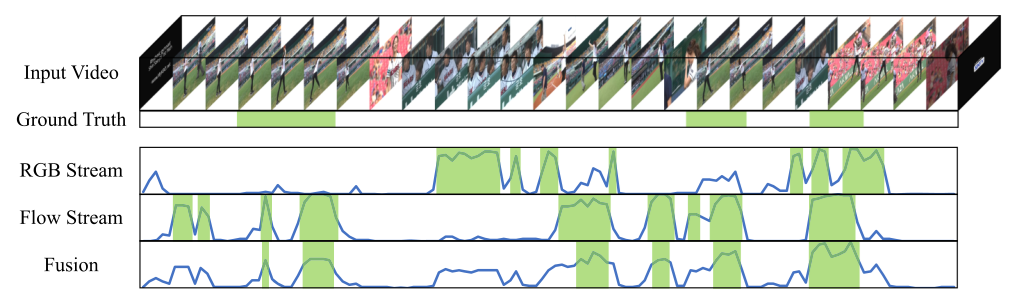 Input Video
Ground Truth
RGB Stream
Flow Stream
Fusion